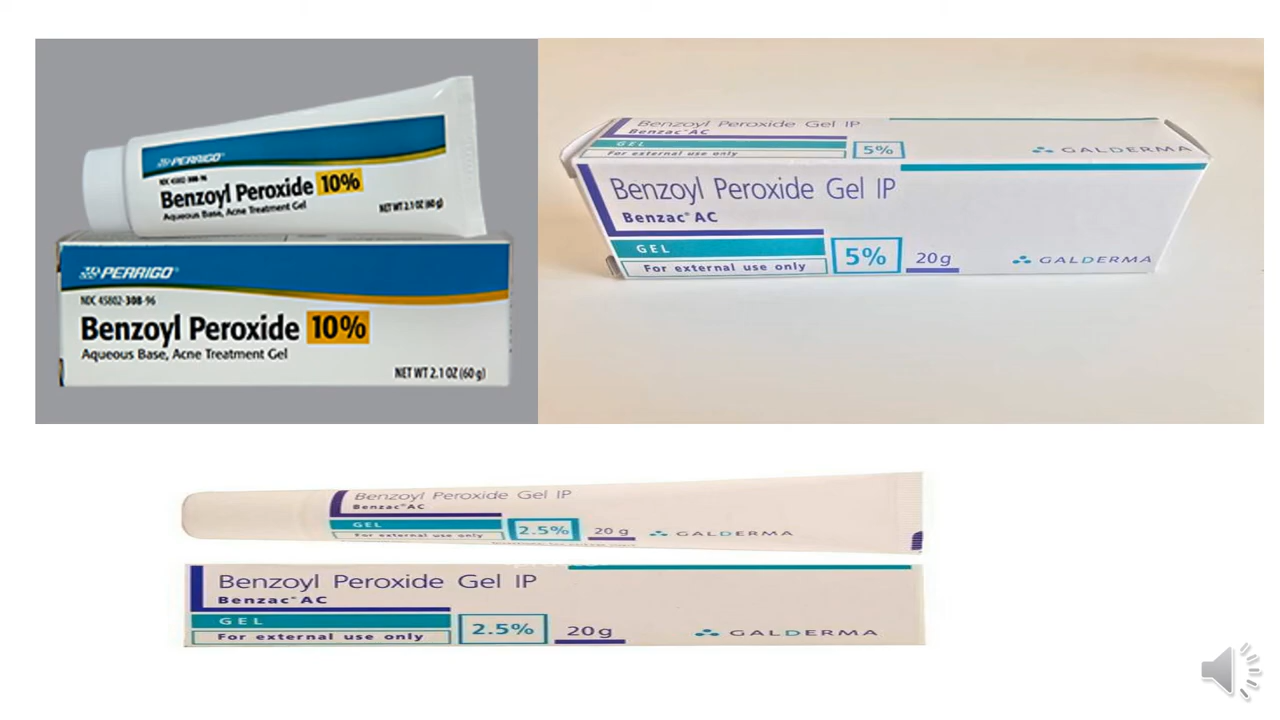 PERRIGO
NDC 45802-308-96
Benzoyl Peroxide 10%
Aqueous Base, Acne Treatment Gel
NET WT 2.1 OZ (60 g)
PERRIGO
NDC 45802-308-96
Benzoyl Peroxide 10%
Aqueous Base, Acne Treatment Gel
NET WT 2.1 OZ (60 g)
Benzoyl Peroxide Gel IP
Benzac® AC
GEL
For external use only
5%
GALDERMA
Benzoyl Peroxide Gel IP
Benzac® AC
GEL
For external use only
5%
20g
GALDERMA
Benzoyl Peroxide Gel IP
Benzac® AC
GEL
For external use only
2.5%
20 g
GALDERMA
Benzoyl Peroxide Gel IP
Benzac® AC
GEL
For external use only
2.5%
20g
GALDERMA